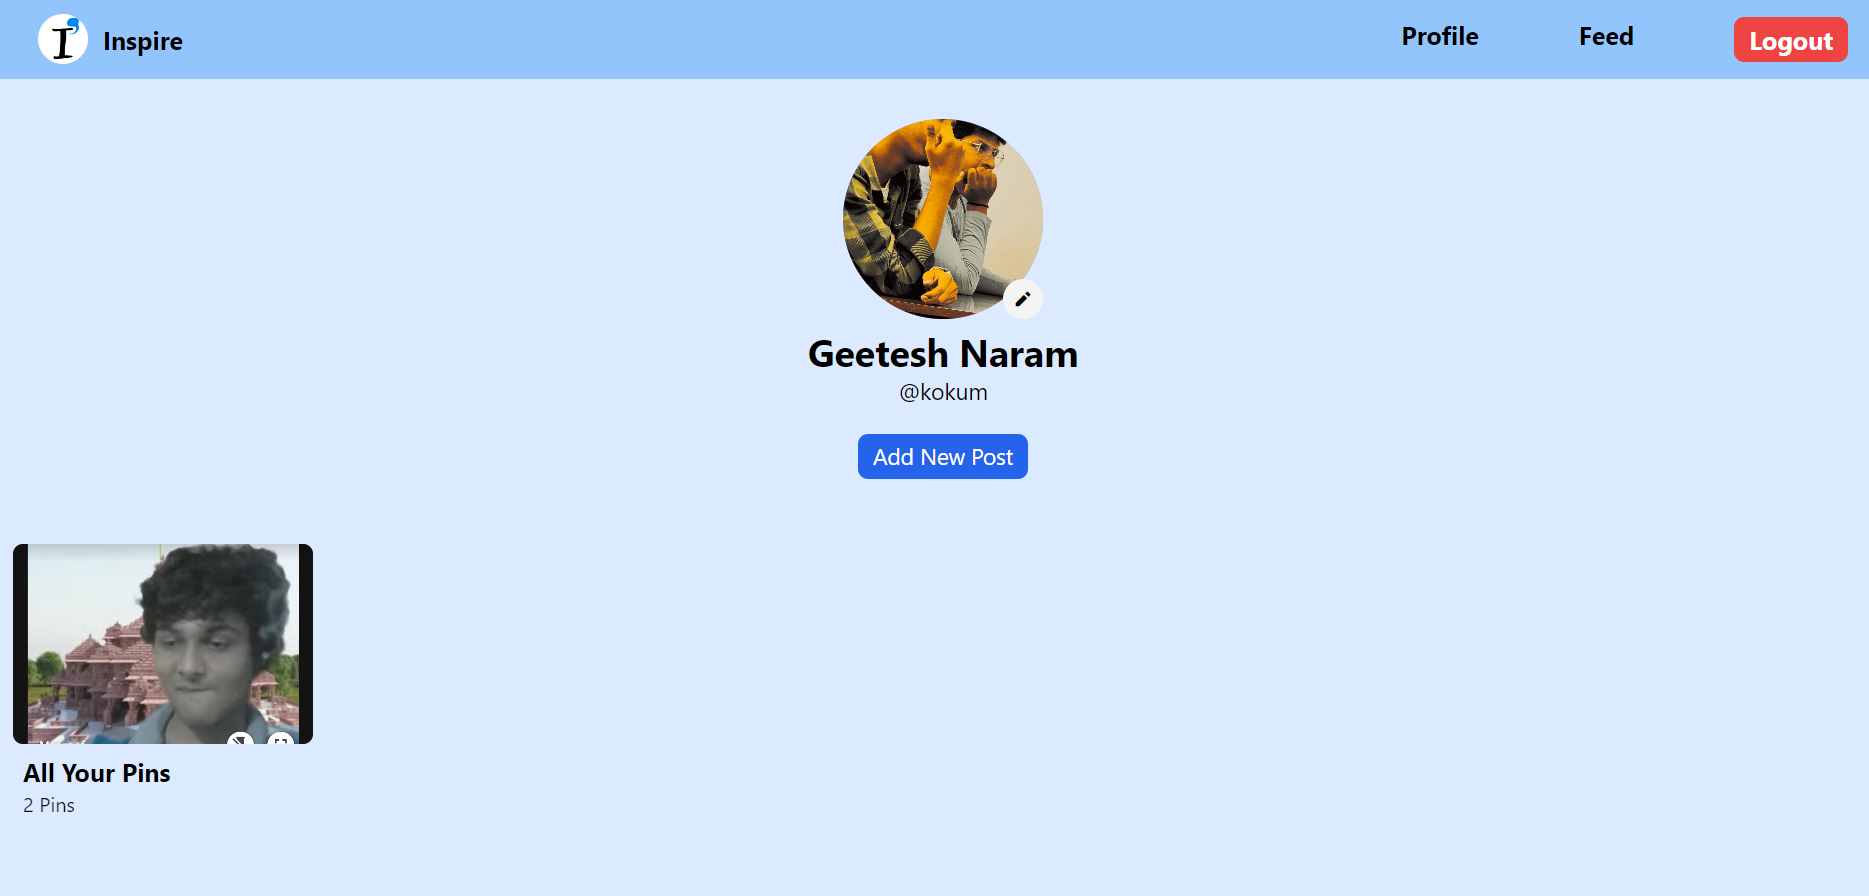 I
Inspire
Profile
Feed
Logout
Geetesh Naram
@kokum
Add New Post
All Your Pins
2 Pins